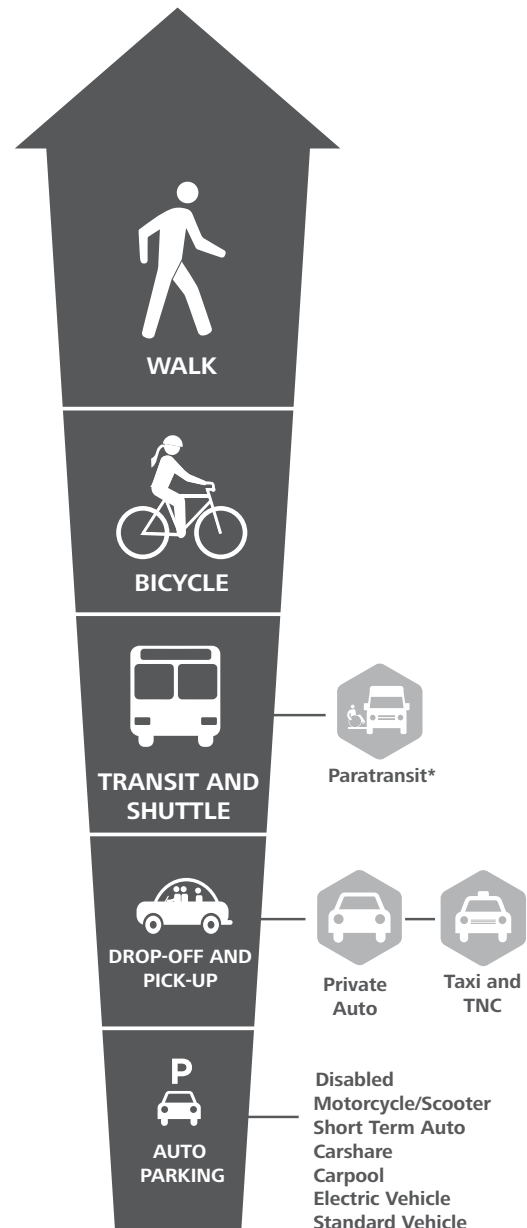 WALK
BICYCLE
TRANSIT AND
SHUTTLE
Paratransit*
DROP-OFF AND
PICK-UP
Private
Auto
Taxi and
TNC
P
AUTO
PARKING
Disabled
Motorcycle/Scooter
Short Term Auto
Carshare
Carpool
Electric Vehicle
Standard Vehicle